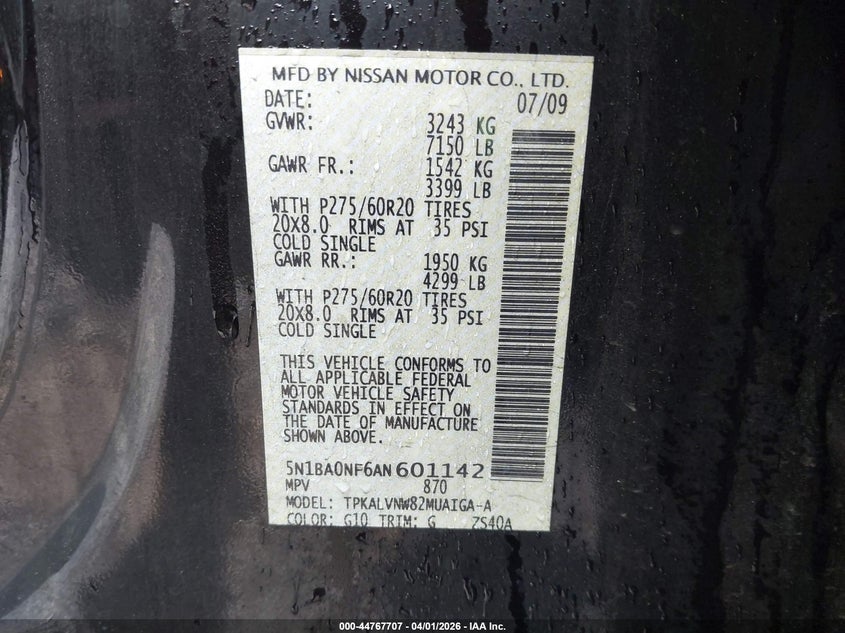 MFD BY NISSAN MOTOR CO., LTD.
DATE: 07/09
GVWR: 3243 KG
7150 LB
GAWR FR.: 1542 KG
3399 LB
WITH P275/60R20 TIRES
20X8.0 RIMS AT 35 PSI
COLD SINGLE
GAWR RR.: 1950 KG
4299 LB
WITH P275/60R20 TIRES
20X8.0 RIMS AT 35 PSI
COLD SINGLE
THIS VEHICLE CONFORMS TO
ALL APPLICABLE FEDERAL
MOTOR VEHICLE SAFETY
STANDARDS IN EFFECT ON
THE DATE OF MANUFACTURE
SHOWN ABOVE.
5N1BA0NF6AN601142
MPV 870
MODEL: TPKALVNW82MUAIGA-A
COLOR: G10 TRIM: G ZS40A
000-44767707 - 04/01/2026 - IAA Inc.